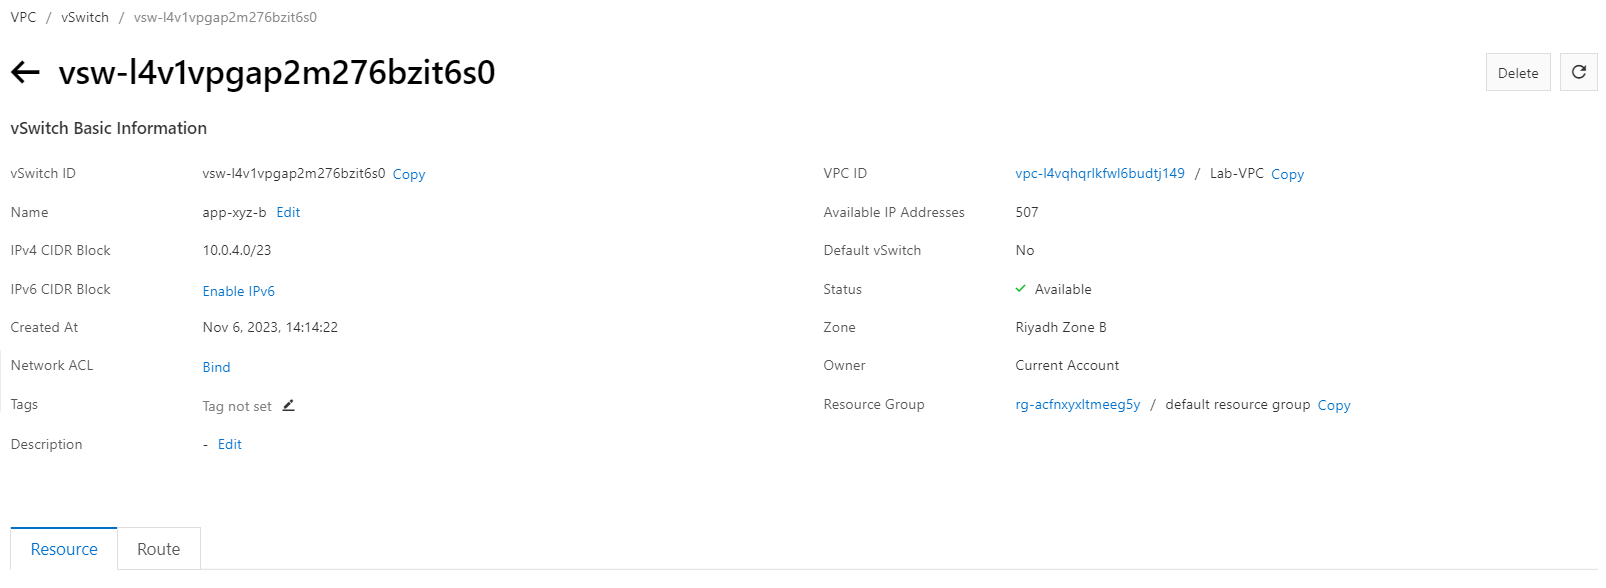 VPC / vSwitch / vsw-l4v1vpgap2m276bzit6s0
vsw-l4v1vpgap2m276bzit6s0
Delete
vSwitch Basic Information
vSwitch ID vsw-l4v1vpgap2m276bzit6s0 Copy
VPC ID vpc-l4vqhqrlkfwl6budtj149 / Lab-VPC Copy
Name app-xyz-b Edit
Available IP Addresses 507
IPv4 CIDR Block 10.0.4.0/23
Default vSwitch No
IPv6 CIDR Block Enable IPv6
Status Available
Created At Nov 6, 2023, 14:14:22
Zone Riyadh Zone B
Network ACL Bind
Owner Current Account
Tags Tag not set
Resource Group rg-acfnxyxltmeeg5y / default resource group Copy
Description - Edit
Resource Route